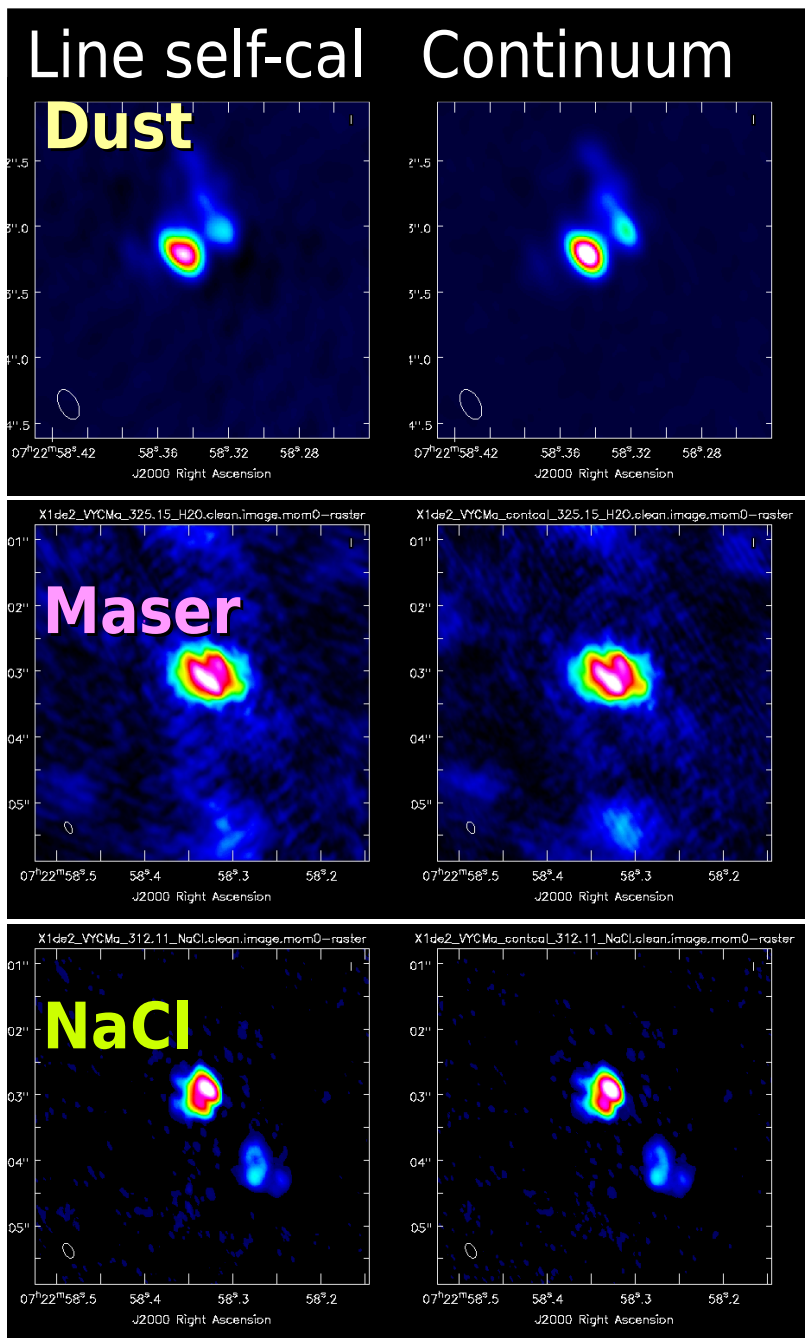 Line self-cal Continuum
Dust
2".5
3".0
3".5
4".0
4".5
07ʰ22ᵐ58ˢ.42 58ˢ.36 58ˢ.32 58ˢ.28
J2000 Right Ascension
2".5
3".0
3".5
4".0
4".5
07ʰ22ᵐ58ˢ.42 58ˢ.36 58ˢ.32 58ˢ.28
J2000 Right Ascension
X1de2_VYCMa_325.15_H2O.clean.image.mom0-raster
Maser
01"
02"
03"
04"
05"
07ʰ22ᵐ58ˢ.5 58ˢ.4 58ˢ.3 58ˢ.2
J2000 Right Ascension
X1de2_VYCMa_contcal_325.15_H2O.clean.image.mom0-raster
01"
02"
03"
04"
05"
07ʰ22ᵐ58ˢ.5 58ˢ.4 58ˢ.3 58ˢ.2
J2000 Right Ascension
X1de2_VYCMa_312.11_NaCl.clean.image.mom0-raster
NaCl
01"
02"
03"
04"
05"
07ʰ22ᵐ58ˢ.5 58ˢ.4 58ˢ.3 58ˢ.2
J2000 Right Ascension
X1de2_VYCMa_contcal_312.11_NaCl.clean.image.mom0-raster
01"
02"
03"
04"
05"
07ʰ22ᵐ58ˢ.5 58ˢ.4 58ˢ.3 58ˢ.2
J2000 Right Ascension